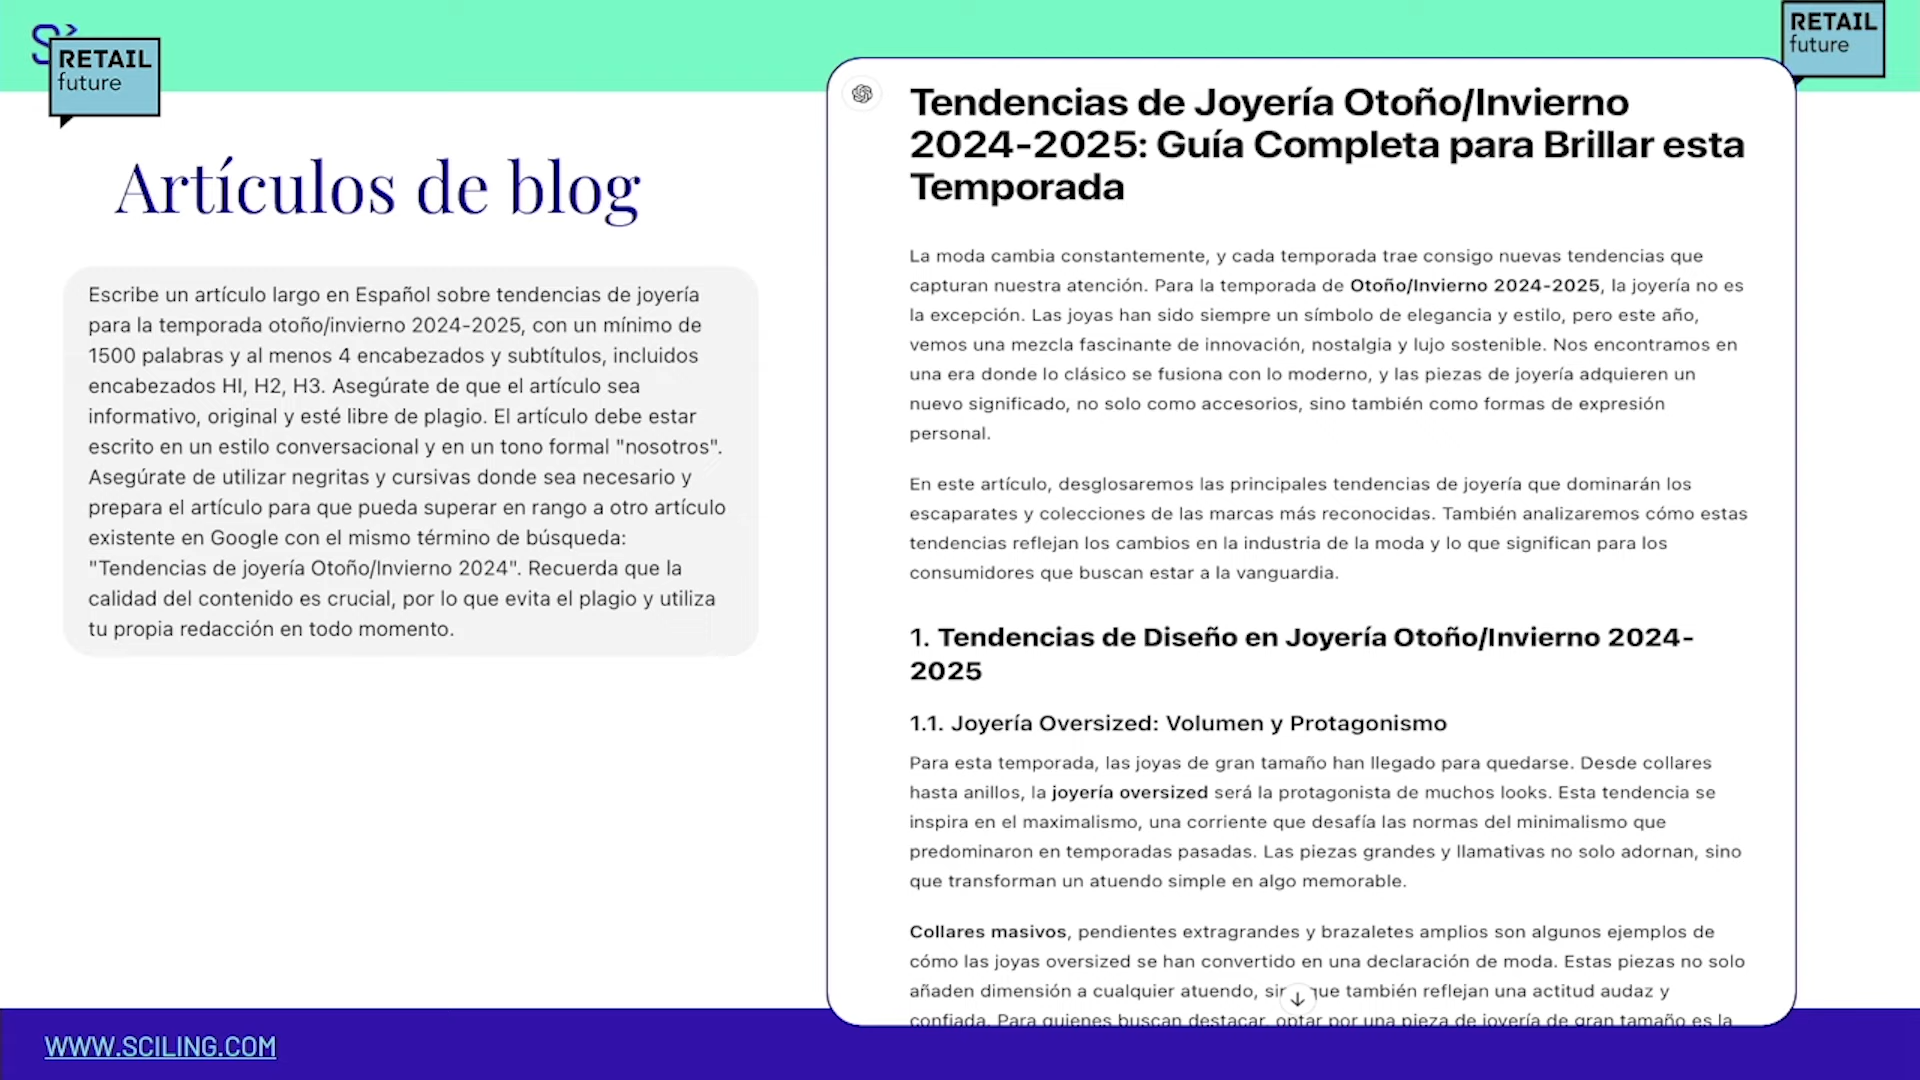 RETAIL
future
RETAIL
future
Artículos de blog
Escribe un artículo largo en Español sobre tendencias de joyería
para la temporada otoño/invierno 2024-2025, con un mínimo de
1500 palabras y al menos 4 encabezados y subtítulos, incluidos
encabezados HI, H2, H3. Asegúrate de que el artículo sea
informativo, original y esté libre de plagio. El artículo debe estar
escrito en un estilo conversacional y en un tono formal "nosotros".
Asegúrate de utilizar negritas y cursivas donde sea necesario y
prepara el artículo para que pueda superar en rango a otro artículo
existente en Google con el mismo término de búsqueda:
"Tendencias de joyería Otoño/Invierno 2024". Recuerda que la
calidad del contenido es crucial, por lo que evita el plagio y utiliza
tu propia redacción en todo momento.
Tendencias de Joyería Otoño/Invierno
2024-2025: Guía Completa para Brillar esta
Temporada
La moda cambia constantemente, y cada temporada trae consigo nuevas tendencias que
capturan nuestra atención. Para la temporada de Otoño/Invierno 2024-2025, la joyería no es
la excepción. Las joyas han sido siempre un símbolo de elegancia y estilo, pero este año,
vemos una mezcla fascinante de innovación, nostalgia y lujo sostenible. Nos encontramos en
una era donde lo clásico se fusiona con lo moderno, y las piezas de joyería adquieren un
nuevo significado, no solo como accesorios, sino también como formas de expresión
personal.
En este artículo, desglosaremos las principales tendencias de joyería que dominarán los
escaparates y colecciones de las marcas más reconocidas. También analizaremos cómo estas
tendencias reflejan los cambios en la industria de la moda y lo que significan para los
consumidores que buscan estar a la vanguardia.
1. Tendencias de Diseño en Joyería Otoño/Invierno 2024-
2025
1.1. Joyería Oversized: Volumen y Protagonismo
Para esta temporada, las joyas de gran tamaño han llegado para quedarse. Desde collares
hasta anillos, la joyería oversized será la protagonista de muchos looks. Esta tendencia se
inspira en el maximalismo, una corriente que desafía las normas del minimalismo que
predominaron en temporadas pasadas. Las piezas grandes y llamativas no solo adornan, sino
que transforman un atuendo simple en algo memorable.
Collares masivos, pendientes extragrandes y brazaletes amplios son algunos ejemplos de
cómo las joyas oversized se han convertido en una declaración de moda. Estas piezas no solo
añaden dimensión a cualquier atuendo, que también reflejan una actitud audaz y
confiada. Para quienes buscan destacar, optar por una pieza de joyería de gran tamaño es la
WWW.SCILING.COM